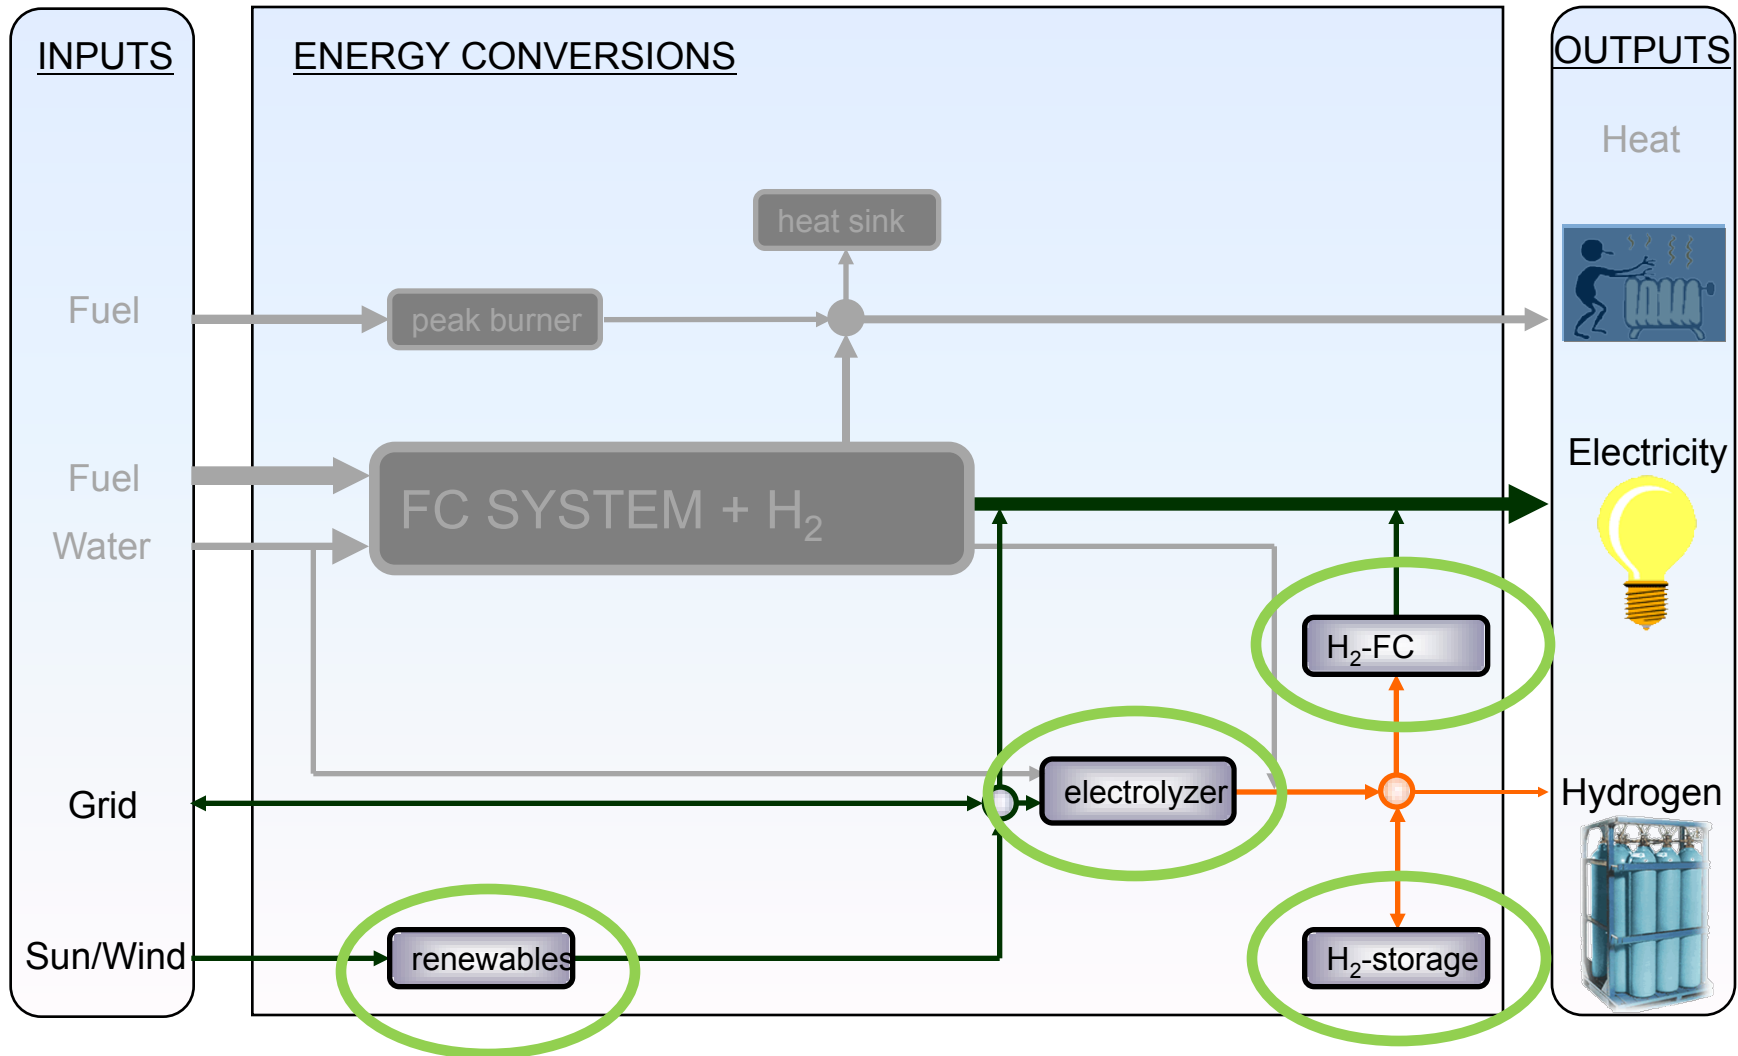 INPUTS
ENERGY CONVERSIONS
OUTPUTS
Heat
heat sink
Fuel
peak burner
Fuel
FC SYSTEM + H₂
Electricity
Water
H₂-FC
Grid
electrolyzer
Hydrogen
Sun/Wind
renewables
H₂-storage